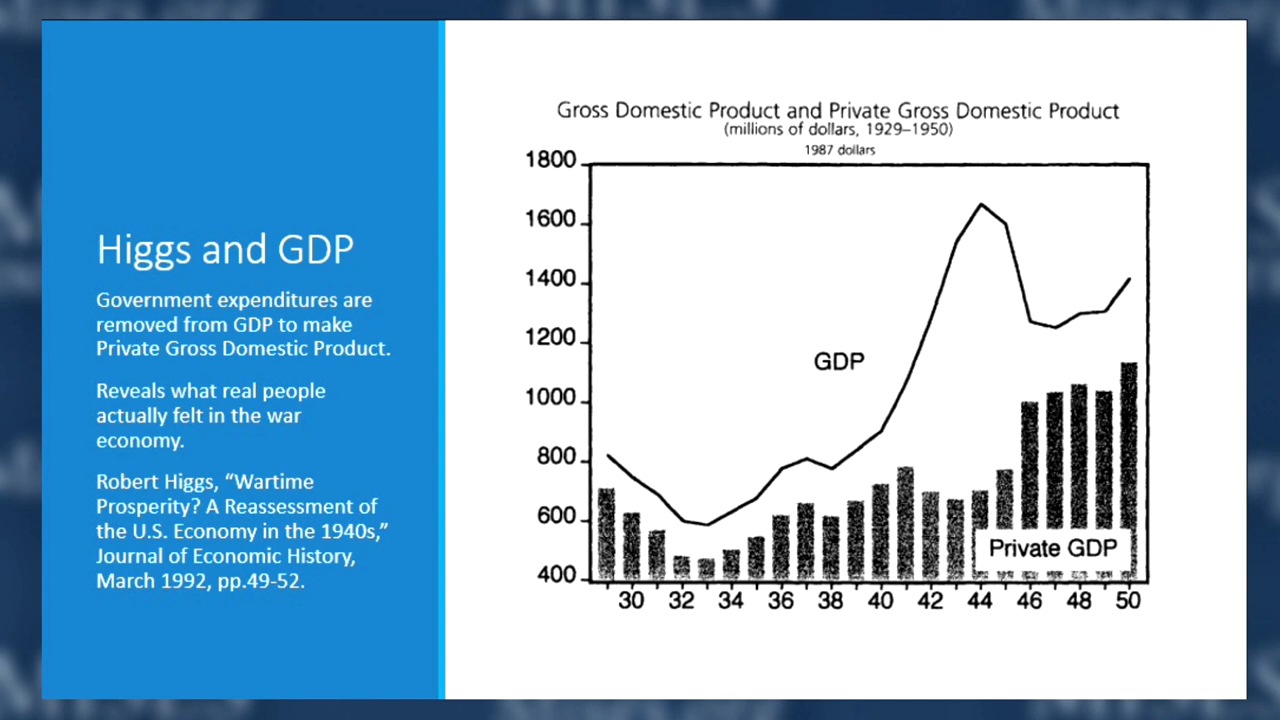 Higgs and GDP
Government expenditures are
removed from GDP to make
Private Gross Domestic Product.
Reveals what real people
actually felt in the war
economy.
Robert Higgs, “Wartime
Prosperity? A Reassessment of
the U.S. Economy in the 1940s,”
Journal of Economic History,
March 1992, pp.49-52.
Gross Domestic Product and Private Gross Domestic Product
(millions of dollars, 1929–1950)
1987 dollars
1800
1600
1400
1200
1000
800
600
400
GDP
Private GDP
30 32 34 36 38 40 42 44 46 48 50